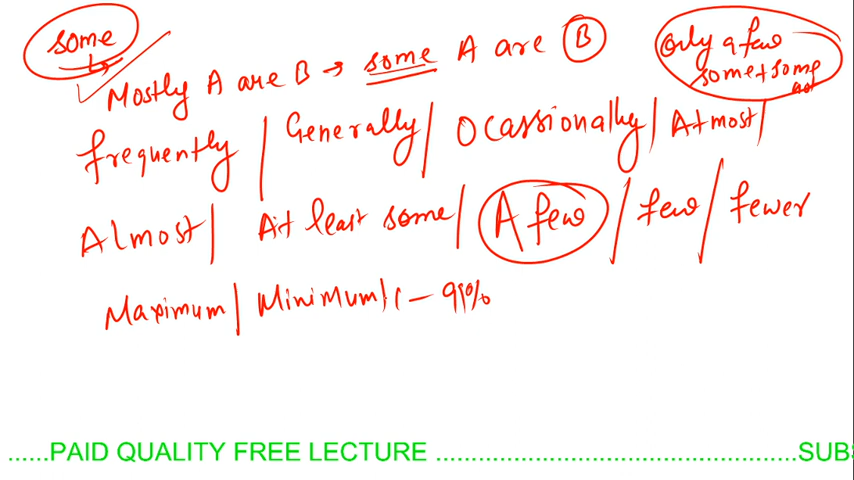 some
Mostly A are B → some A are B
Only a few
some + some
not
frequently / Generally / Ocassionally / Atmost /
Almost / At least some / A few / few / fewer
Maximum / Minimum / 1 – 99%
......PAID QUALITY FREE LECTURE ..................................................SUBS